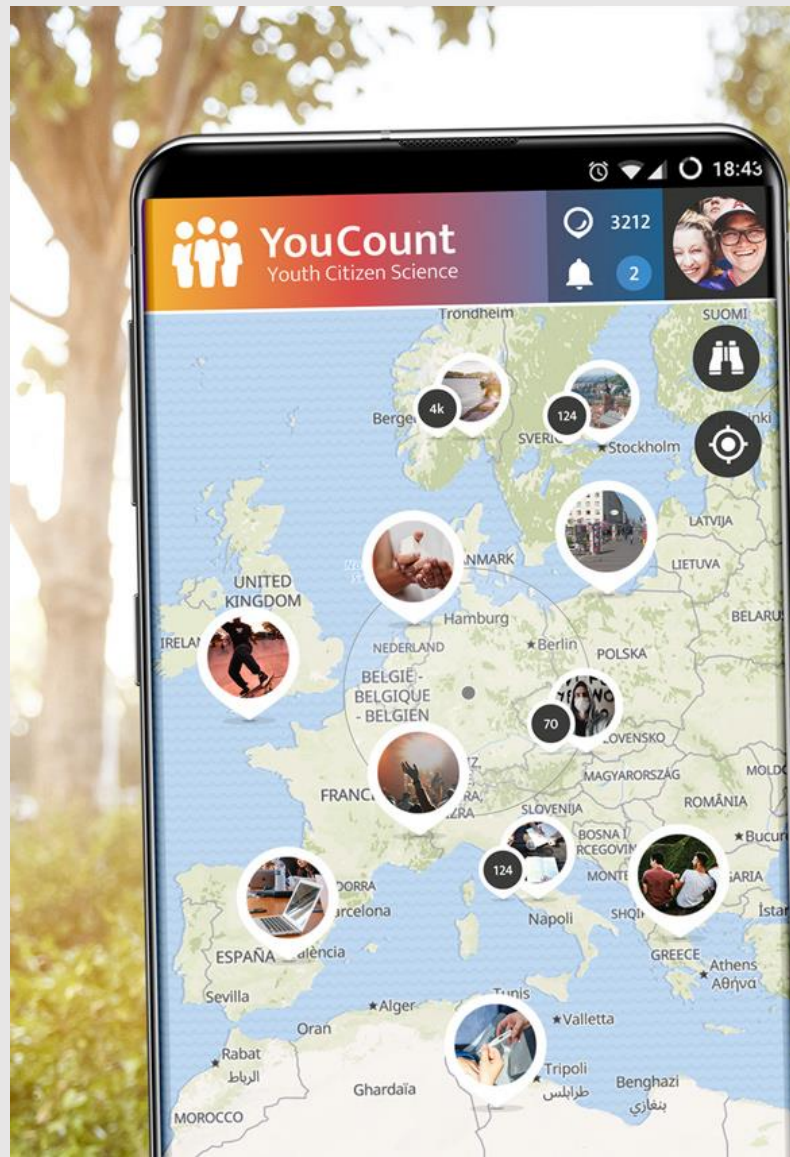 18:43
YouCount
Youth Citizen Science
3212
2
Trondheim
SUOMI
4k
124
Stockholm
LATVIJA
LIETUVA
UNITED
KINGDOM
Hamburg
NEDERLAND
Berlin
POLSKA
BELGIË -
BELGIQUE
- BELGIEN
70
MAGYARORSZÁG
SLOVENIJA
ROMÂNIA
BOSNA I
124
Napoli
ESPAÑA
GREECE
Athens
Αθήνα
Sevilla
Alger
Tunis
Valletta
Oran
Rabat
الرباط
Tripoli
طرابلس
Benghazi
بنغازي
Ghardaïa
MOROCCO